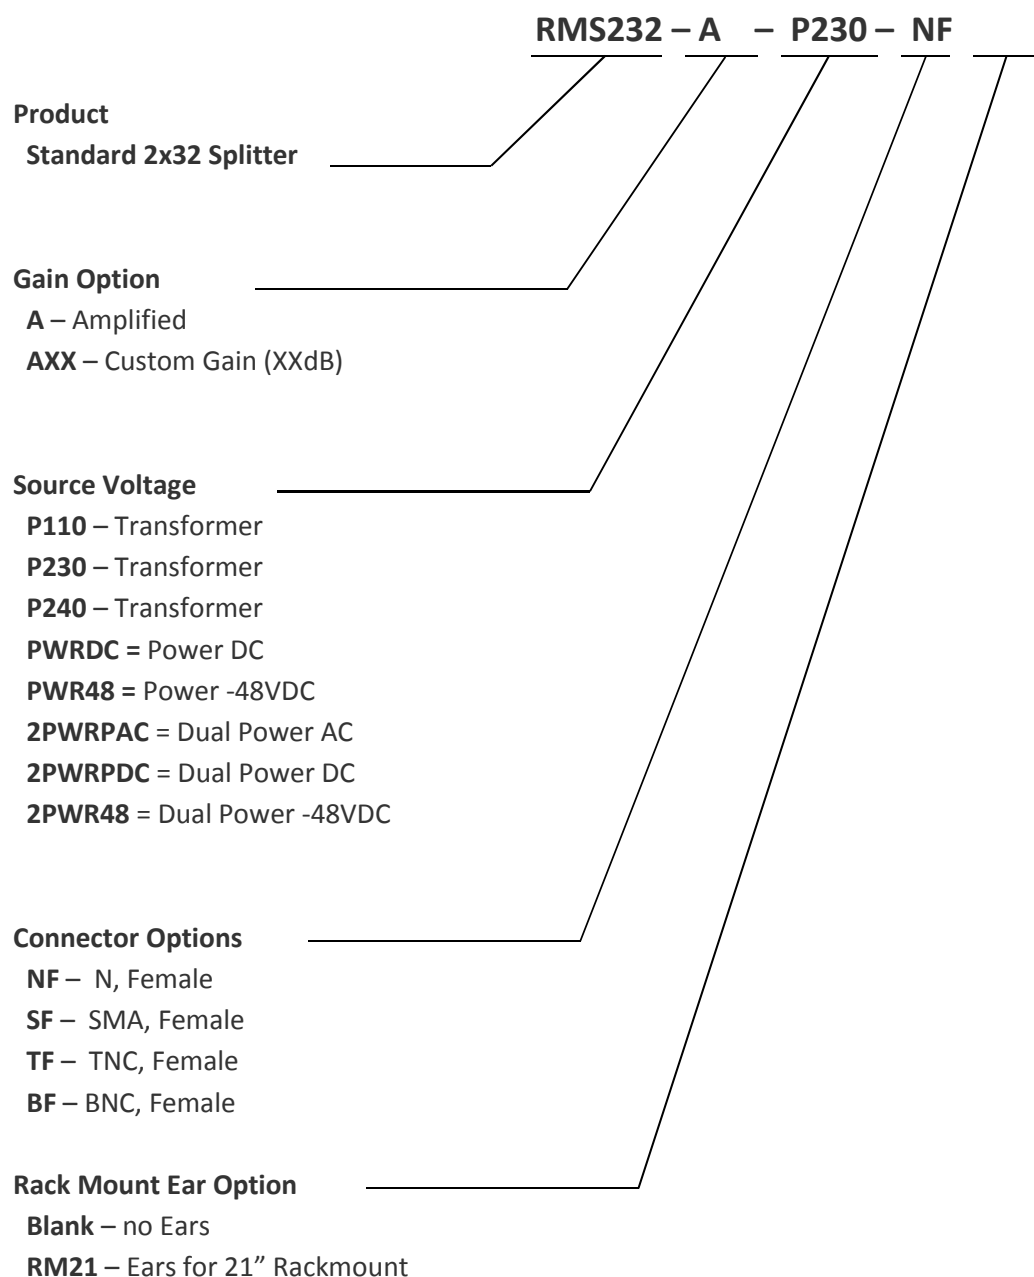 RMS232 – A – P230 – NF
Product
Standard 2x32 Splitter
Gain Option
A – Amplified
AXX – Custom Gain (XXdB)
Source Voltage
P110 – Transformer
P230 – Transformer
P240 – Transformer
PWRDC = Power DC
PWR48 = Power -48VDC
2PWRPAC = Dual Power AC
2PWRPDC = Dual Power DC
2PWR48 = Dual Power -48VDC
Connector Options
NF – N, Female
SF – SMA, Female
TF – TNC, Female
BF – BNC, Female
Rack Mount Ear Option
Blank – no Ears
RM21 – Ears for 21” Rackmount